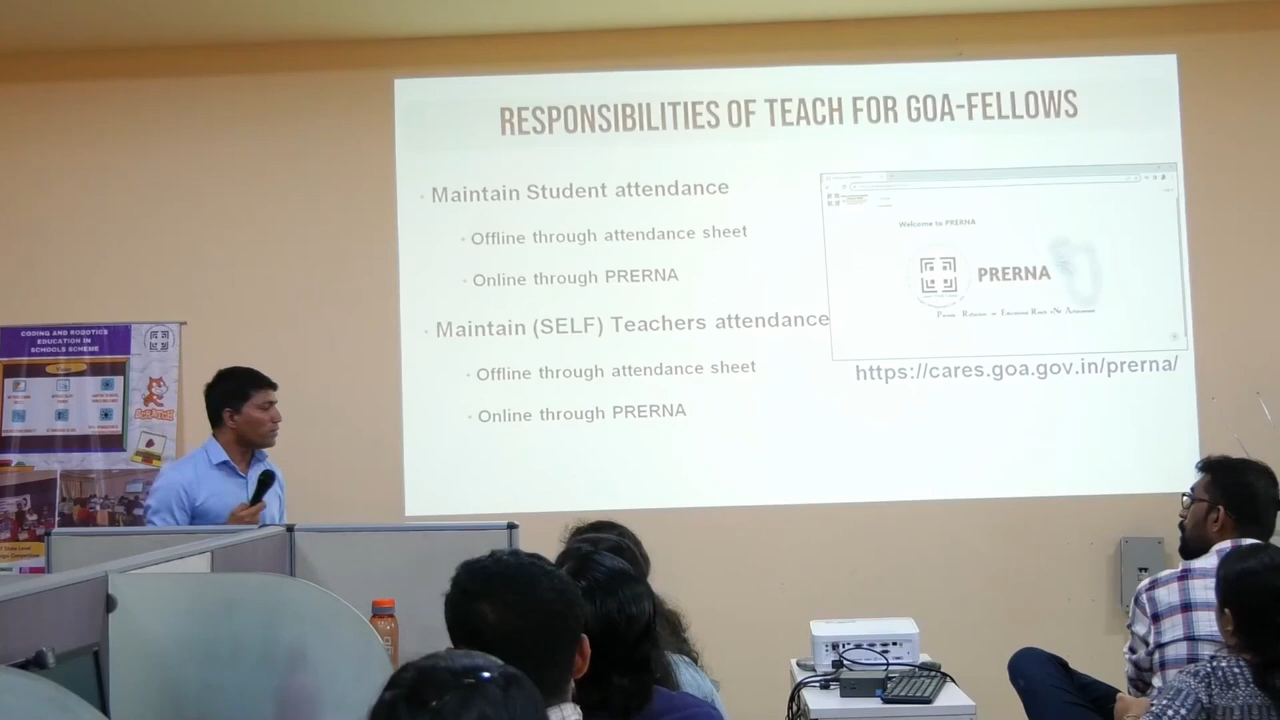 RESPONSIBILITIES OF TEACH FOR GOA-FELLOWS
Maintain Student attendance
Offline through attendance sheet
Online through PRERNA
Maintain (SELF) Teachers attendance
Offline through attendance sheet
Online through PRERNA
Welcome to PRERNA
PRERNA
https://cares.goa.gov.in/prerna/
CODING AND ROBOTICS
EDUCATION IN
SCHOOLS SCHEME
SCRATCH